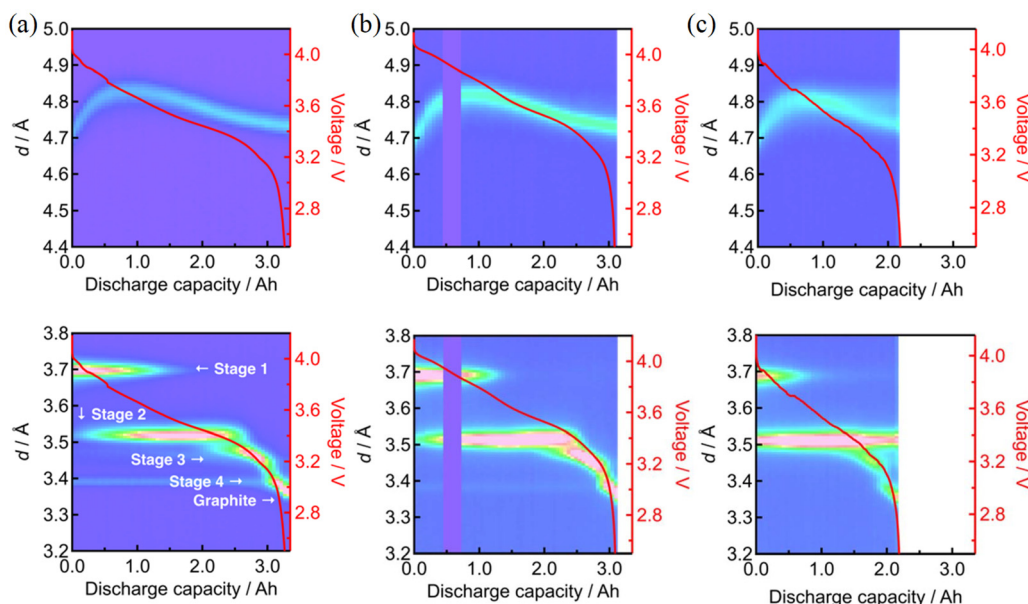 (a)
5.0
4.9
4.8
4.7
4.6
4.5
4.4
d / Å
0.0 1.0 2.0 3.0
Discharge capacity / Ah
4.0
3.6
3.2
2.8
Voltage / V
(b)
5.0
4.9
4.8
4.7
4.6
4.5
4.4
d / Å
0.0 1.0 2.0 3.0
Discharge capacity / Ah
4.0
3.6
3.2
2.8
Voltage / V
(c)
5.0
4.9
4.8
4.7
4.6
4.5
4.4
d / Å
0.0 1.0 2.0 3.0
Discharge capacity / Ah
4.0
3.6
3.2
2.8
Voltage / V
3.8
3.7
3.6
3.5
3.4
3.3
3.2
d / Å
← Stage 1
↓ Stage 2
Stage 3 →
Stage 4 →
Graphite →
0.0 1.0 2.0 3.0
Discharge capacity / Ah
4.0
3.6
3.2
2.8
Voltage / V
3.8
3.7
3.6
3.5
3.4
3.3
3.2
d / Å
0.0 1.0 2.0 3.0
Discharge capacity / Ah
4.0
3.6
3.2
2.8
Voltage / V
3.8
3.7
3.6
3.5
3.4
3.3
3.2
d / Å
0.0 1.0 2.0 3.0
Discharge capacity / Ah
4.0
3.6
3.2
2.8
Voltage / V